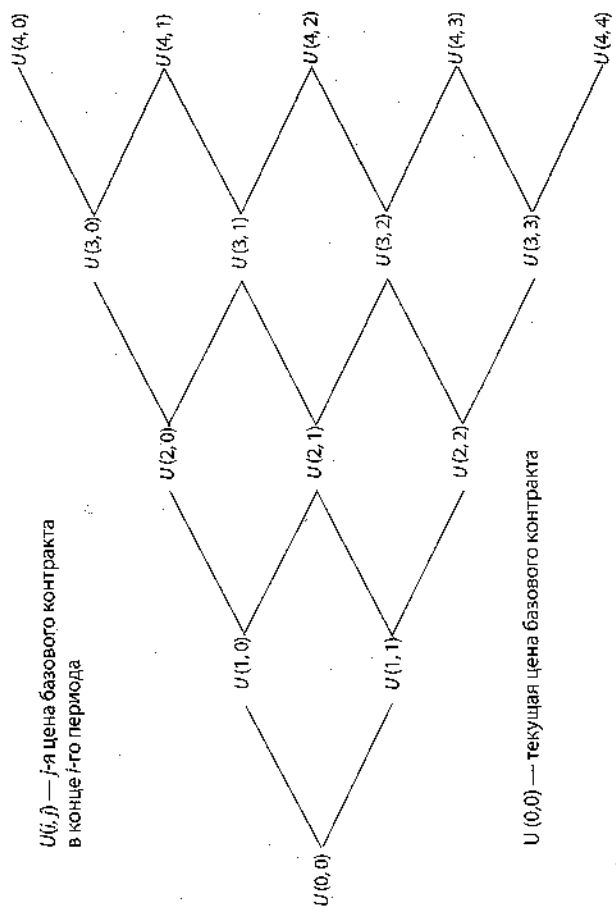 U(i, j) — j-я цена базового контракта
в конце i-го периода
U (0, 0)
U (1, 0)
U (1, 1)
U (2, 0)
U (2, 1)
U (2, 2)
U (3, 0)
U (3, 1)
U (3, 2)
U (3, 3)
U (4, 0)
U (4, 1)
U (4, 2)
U (4, 3)
U (4, 4)
U (0,0) — текущая цена базового контракта